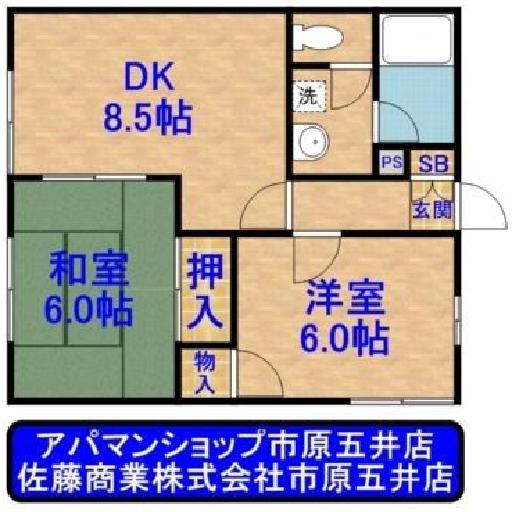 DK
8.5帖
洗
PS
SB
玄関
和室
6.0帖
押入
物入
洋室
6.0帖
アパマンショップ市原五井店
佐藤商業株式会社市原五井店